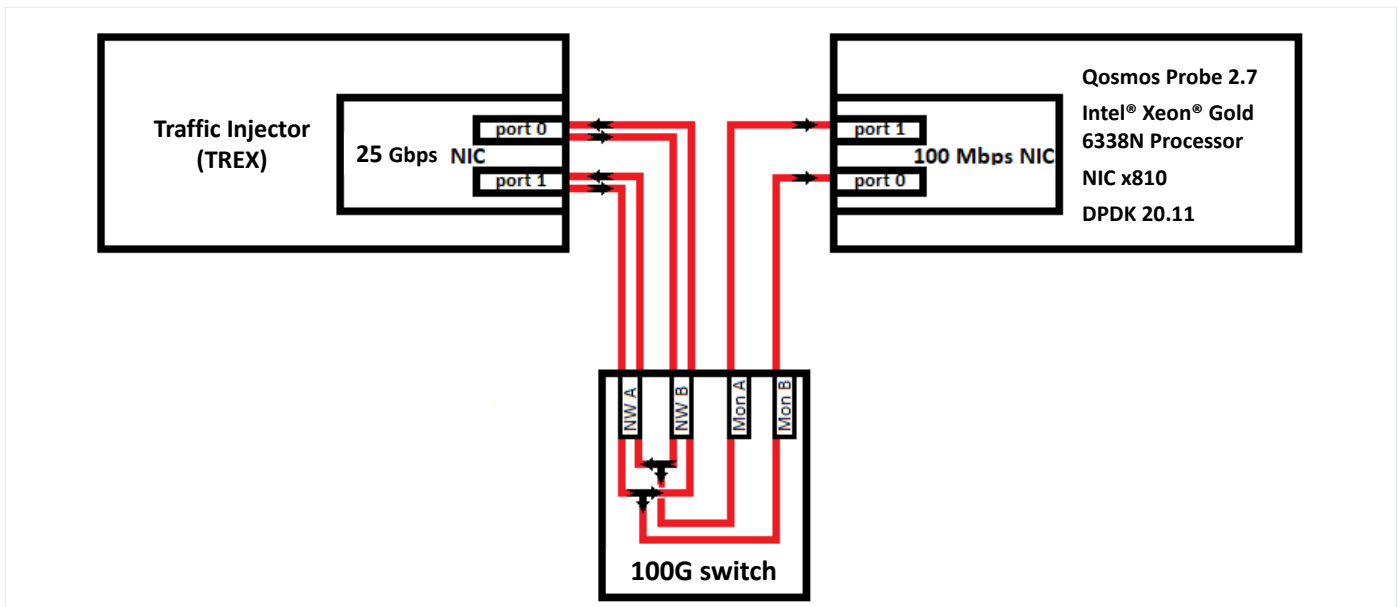 Traffic Injector
(TREX)
25 Gbps NIC
port 0
port 1
port 1
port 0
100 Mbps NIC
Qosmos Probe 2.7
Intel® Xeon® Gold
6338N Processor
NIC x810
DPDK 20.11
NW A
NW B
Mon A
Mon B
100G switch